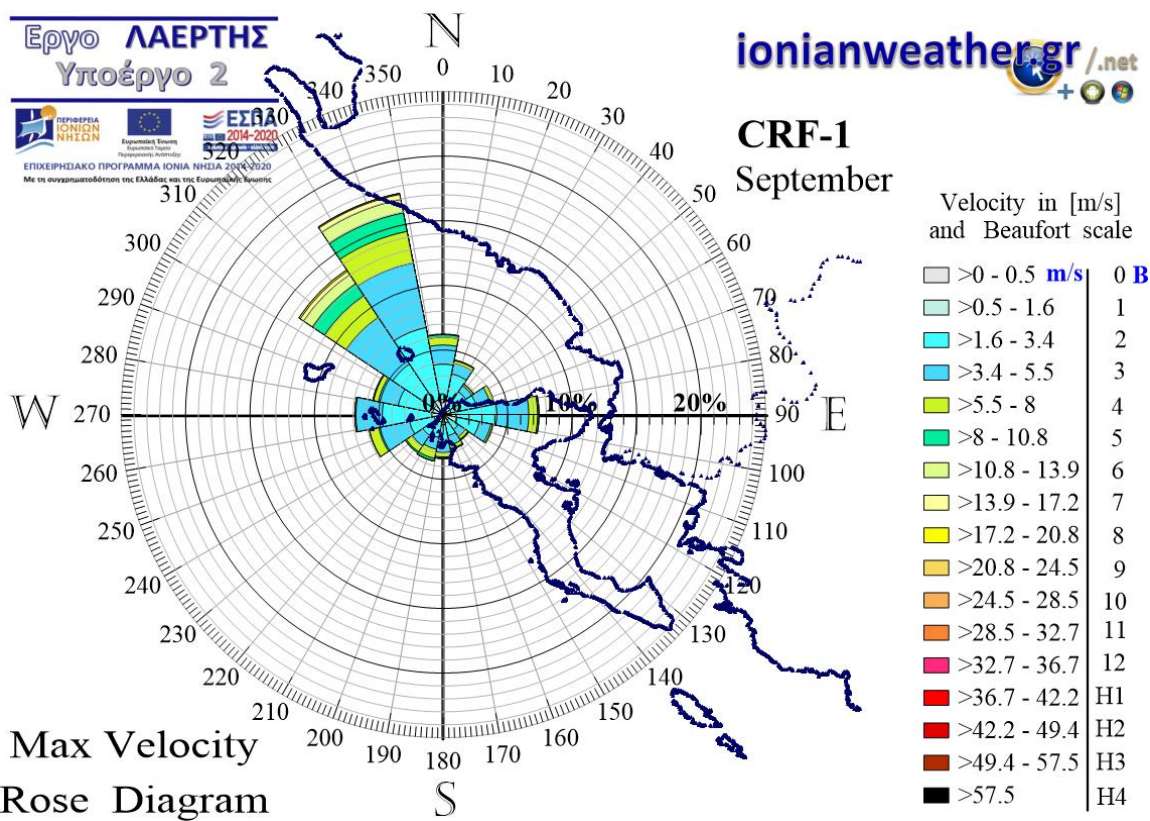 Εργο ΛΑΕΡΤΗΣ
Υποέργο 2
ΠΕΡΙΦΕΡΕΙΑ
ΙΟΝΙΩΝ
ΝΗΣΩΝ
Ευρωπαϊκή Ένωση
Ευρωπαϊκό Ταμείο
Περιφερειακής Ανάπτυξης
ΕΣΠΑ
2014-2020
ΕΠΙΧΕΙΡΗΣΙΑΚΟ ΠΡΟΓΡΑΜΜΑ ΙΟΝΙΑ ΝΗΣΙΑ 2014-2020
Με τη συγχρηματοδότηση της Ελλάδας και της Ευρωπαϊκής Ένωσης
ionianweather.gr /.net
+
CRF-1
September
N
0
10
20
30
40
50
60
70
80
90
E
100
110
120
130
140
150
160
170
180
S
190
200
210
220
230
240
250
260
270
W
280
290
300
310
320
330
340
350
0% 10% 20%
Velocity in [m/s]
and Beaufort scale
>0 - 0.5 m/s 0 B
>0.5 - 1.6 1
>1.6 - 3.4 2
>3.4 - 5.5 3
>5.5 - 8 4
>8 - 10.8 5
>10.8 - 13.9 6
>13.9 - 17.2 7
>17.2 - 20.8 8
>20.8 - 24.5 9
>24.5 - 28.5 10
>28.5 - 32.7 11
>32.7 - 36.7 12
>36.7 - 42.2 H1
>42.2 - 49.4 H2
>49.4 - 57.5 H3
>57.5 H4
Max Velocity
Rose Diagram